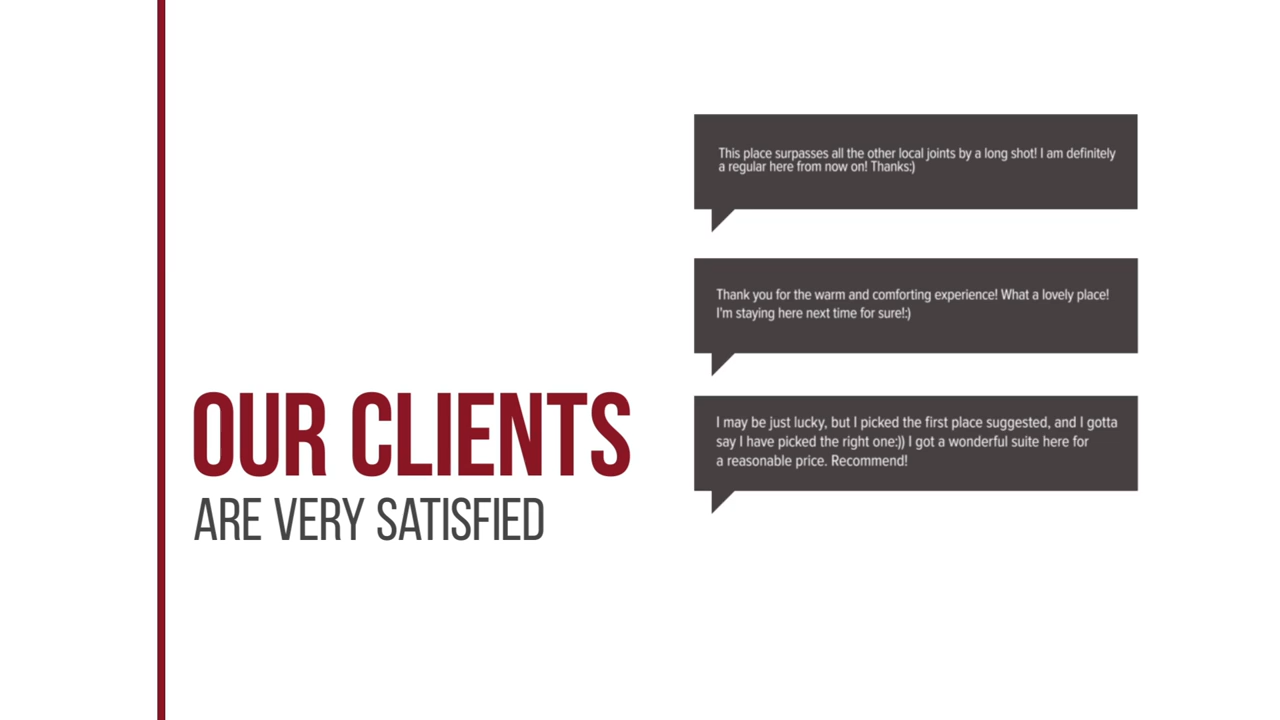 OUR CLIENTS
ARE VERY SATISFIED
This place surpasses all the other local joints by a long shot! I am definitely
a regular here from now on! Thanks:)
Thank you for the warm and comforting experience! What a lovely place!
I'm staying here next time for sure!:)
I may be just lucky, but I picked the first place suggested, and I gotta
say I have picked the right one:)) I got a wonderful suite here for
a reasonable price. Recommend!